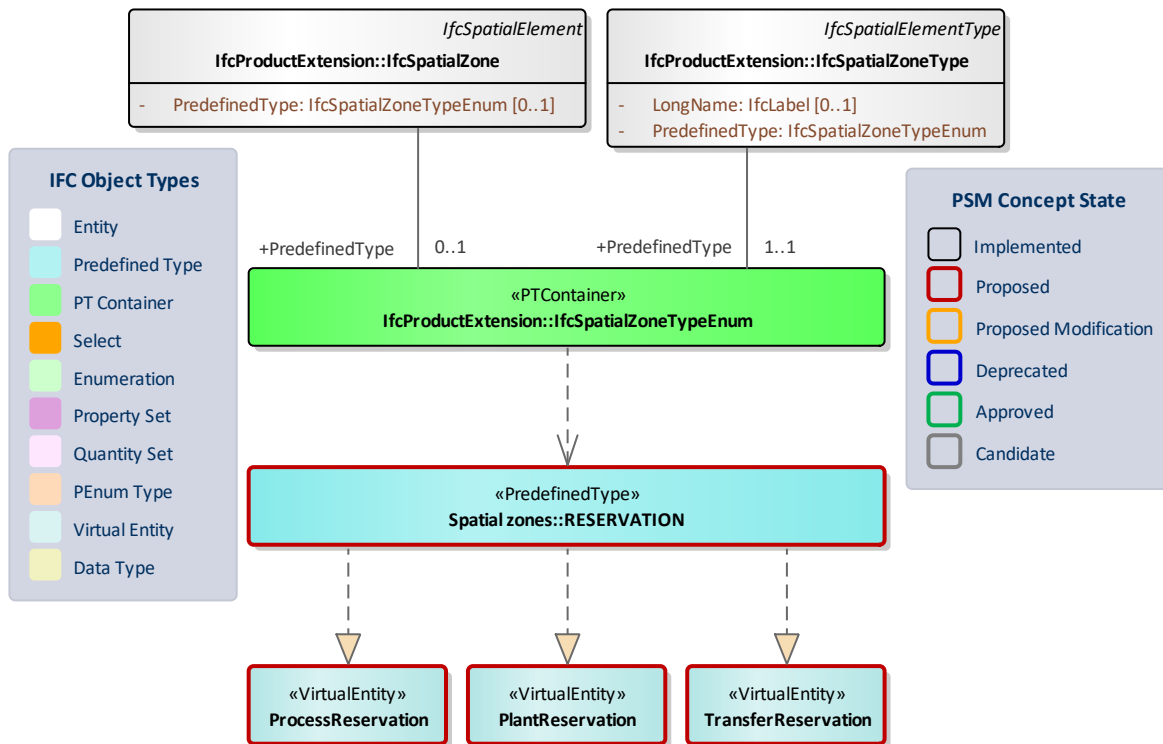 IfcSpatialElement
IfcProductExtension::IfcSpatialZone
- PredefinedType: IfcSpatialZoneTypeEnum [0..1]
IfcSpatialElementType
IfcProductExtension::IfcSpatialZoneType
- LongName: IfcLabel [0..1]
- PredefinedType: IfcSpatialZoneTypeEnum
IFC Object Types
Entity
Predefined Type
PT Container
Select
Enumeration
Property Set
Quantity Set
PEnum Type
Virtual Entity
Data Type
+PredefinedType 0..1
+PredefinedType 1..1
«PTContainer»
IfcProductExtension::IfcSpatialZoneTypeEnum
«PredefinedType»
Spatial zones::RESERVATION
«VirtualEntity»
ProcessReservation
«VirtualEntity»
PlantReservation
«VirtualEntity»
TransferReservation
PSM Concept State
Implemented
Proposed
Proposed Modification
Deprecated
Approved
Candidate